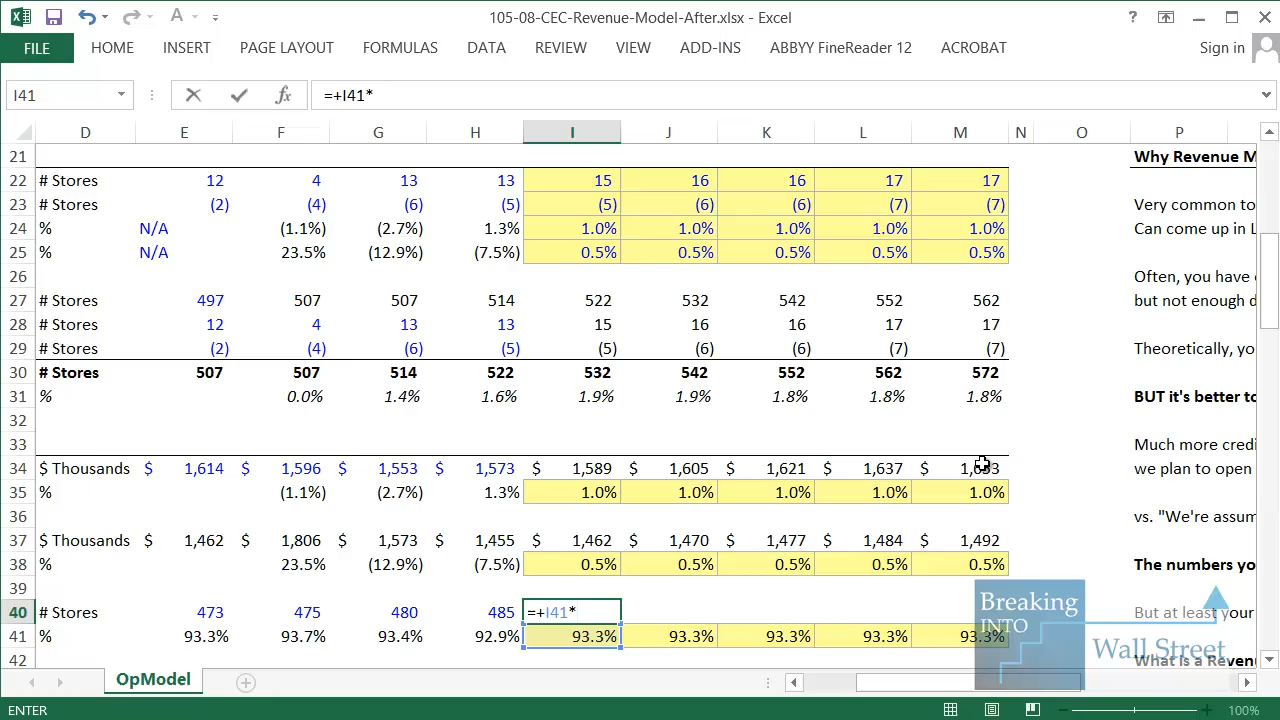 105-08-CEC-Revenue-Model-After.xlsx - Excel
FILE HOME INSERT PAGE LAYOUT FORMULAS DATA REVIEW VIEW ADD-INS ABBYY FineReader 12 ACROBAT Sign in
I41 =+I41*
D E F G H I J K L M N O P
21 Why Revenue M
22 # Stores 12 4 13 13 15 16 16 17 17
23 # Stores (2) (4) (6) (5) (5) (6) (6) (7) (7) Very common to
24 % N/A (1.1%) (2.7%) 1.3% 1.0% 1.0% 1.0% 1.0% 1.0% Can come up in L
25 % N/A 23.5% (12.9%) (7.5%) 0.5% 0.5% 0.5% 0.5% 0.5%
26 Often, you have
27 # Stores 497 507 507 514 522 532 542 552 562 but not enough d
28 # Stores 12 4 13 13 15 16 16 17 17
29 # Stores (2) (4) (6) (5) (5) (6) (6) (7) (7) Theoretically, yo
30 # Stores 507 507 514 522 532 542 552 562 572
31 % 0.0% 1.4% 1.6% 1.9% 1.9% 1.8% 1.8% 1.8% BUT it's better to
32
33 Much more credi
34 $ Thousands $ 1,614 $ 1,596 $ 1,553 $ 1,573 $ 1,589 $ 1,605 $ 1,621 $ 1,637 $ we plan to open
35 % (1.1%) (2.7%) 1.3% 1.0% 1.0% 1.0% 1.0% 1.0%
36 vs. "We're assum
37 $ Thousands $ 1,462 $ 1,806 $ 1,573 $ 1,455 $ 1,462 $ 1,470 $ 1,477 $ 1,484 $ 1,492
38 % 23.5% (12.9%) (7.5%) 0.5% 0.5% 0.5% 0.5% 0.5% The numbers yo
39
40 # Stores 473 475 480 485 =+I41* But at least your
41 % 93.3% 93.7% 93.4% 92.9% 93.3% 93.3% 93.3% 93.3% 93.3%
42 What is a Reven
Breaking
INTO
Wall Street
OpModel
ENTER 100%